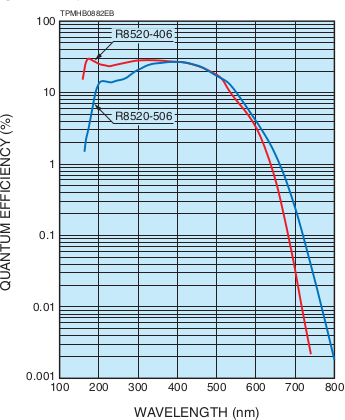 TPMHB0882EB
100
R8520-406
10
R8520-506
1
0.1
0.01
0.001
QUANTUM EFFICIENCY (%)
100 200 300 400 500 600 700 800
WAVELENGTH (nm)